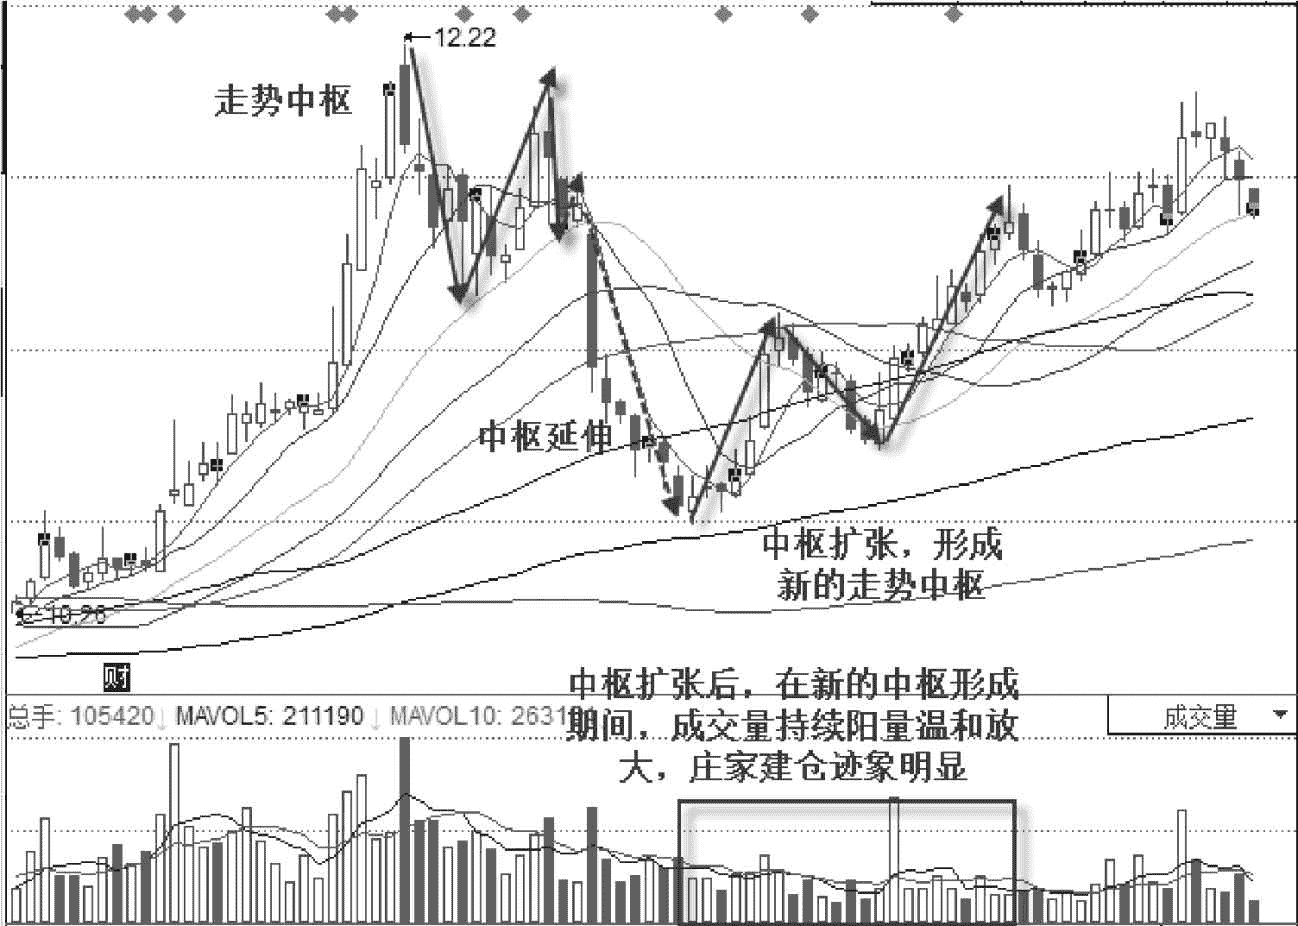 12.22
走势中枢
中枢延伸
中枢扩张，形成
新的走势中枢
10.26
财
中枢扩张后，在新的中枢形成
期间，成交量持续阳量温和放
大，庄家建仓迹象明显
总手: 105420↓ MAVOL5: 211190 ↓ MAVOL10: 263
成交量